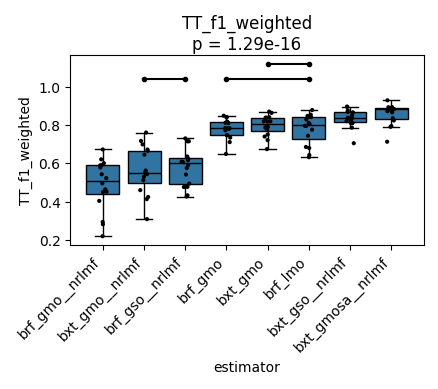 TT_f1_weighted
p = 1.29e-16
TT_f1_weighted
1.0
0.8
0.6
0.4
0.2
brf_gmo__nrlmf
bxt_gmo__nrlmf
brf_gso__nrlmf
brf_gmo
bxt_gmo
brf_lmo
bxt_gso__nrlmf
bxt_gmosa__nrlmf
estimator